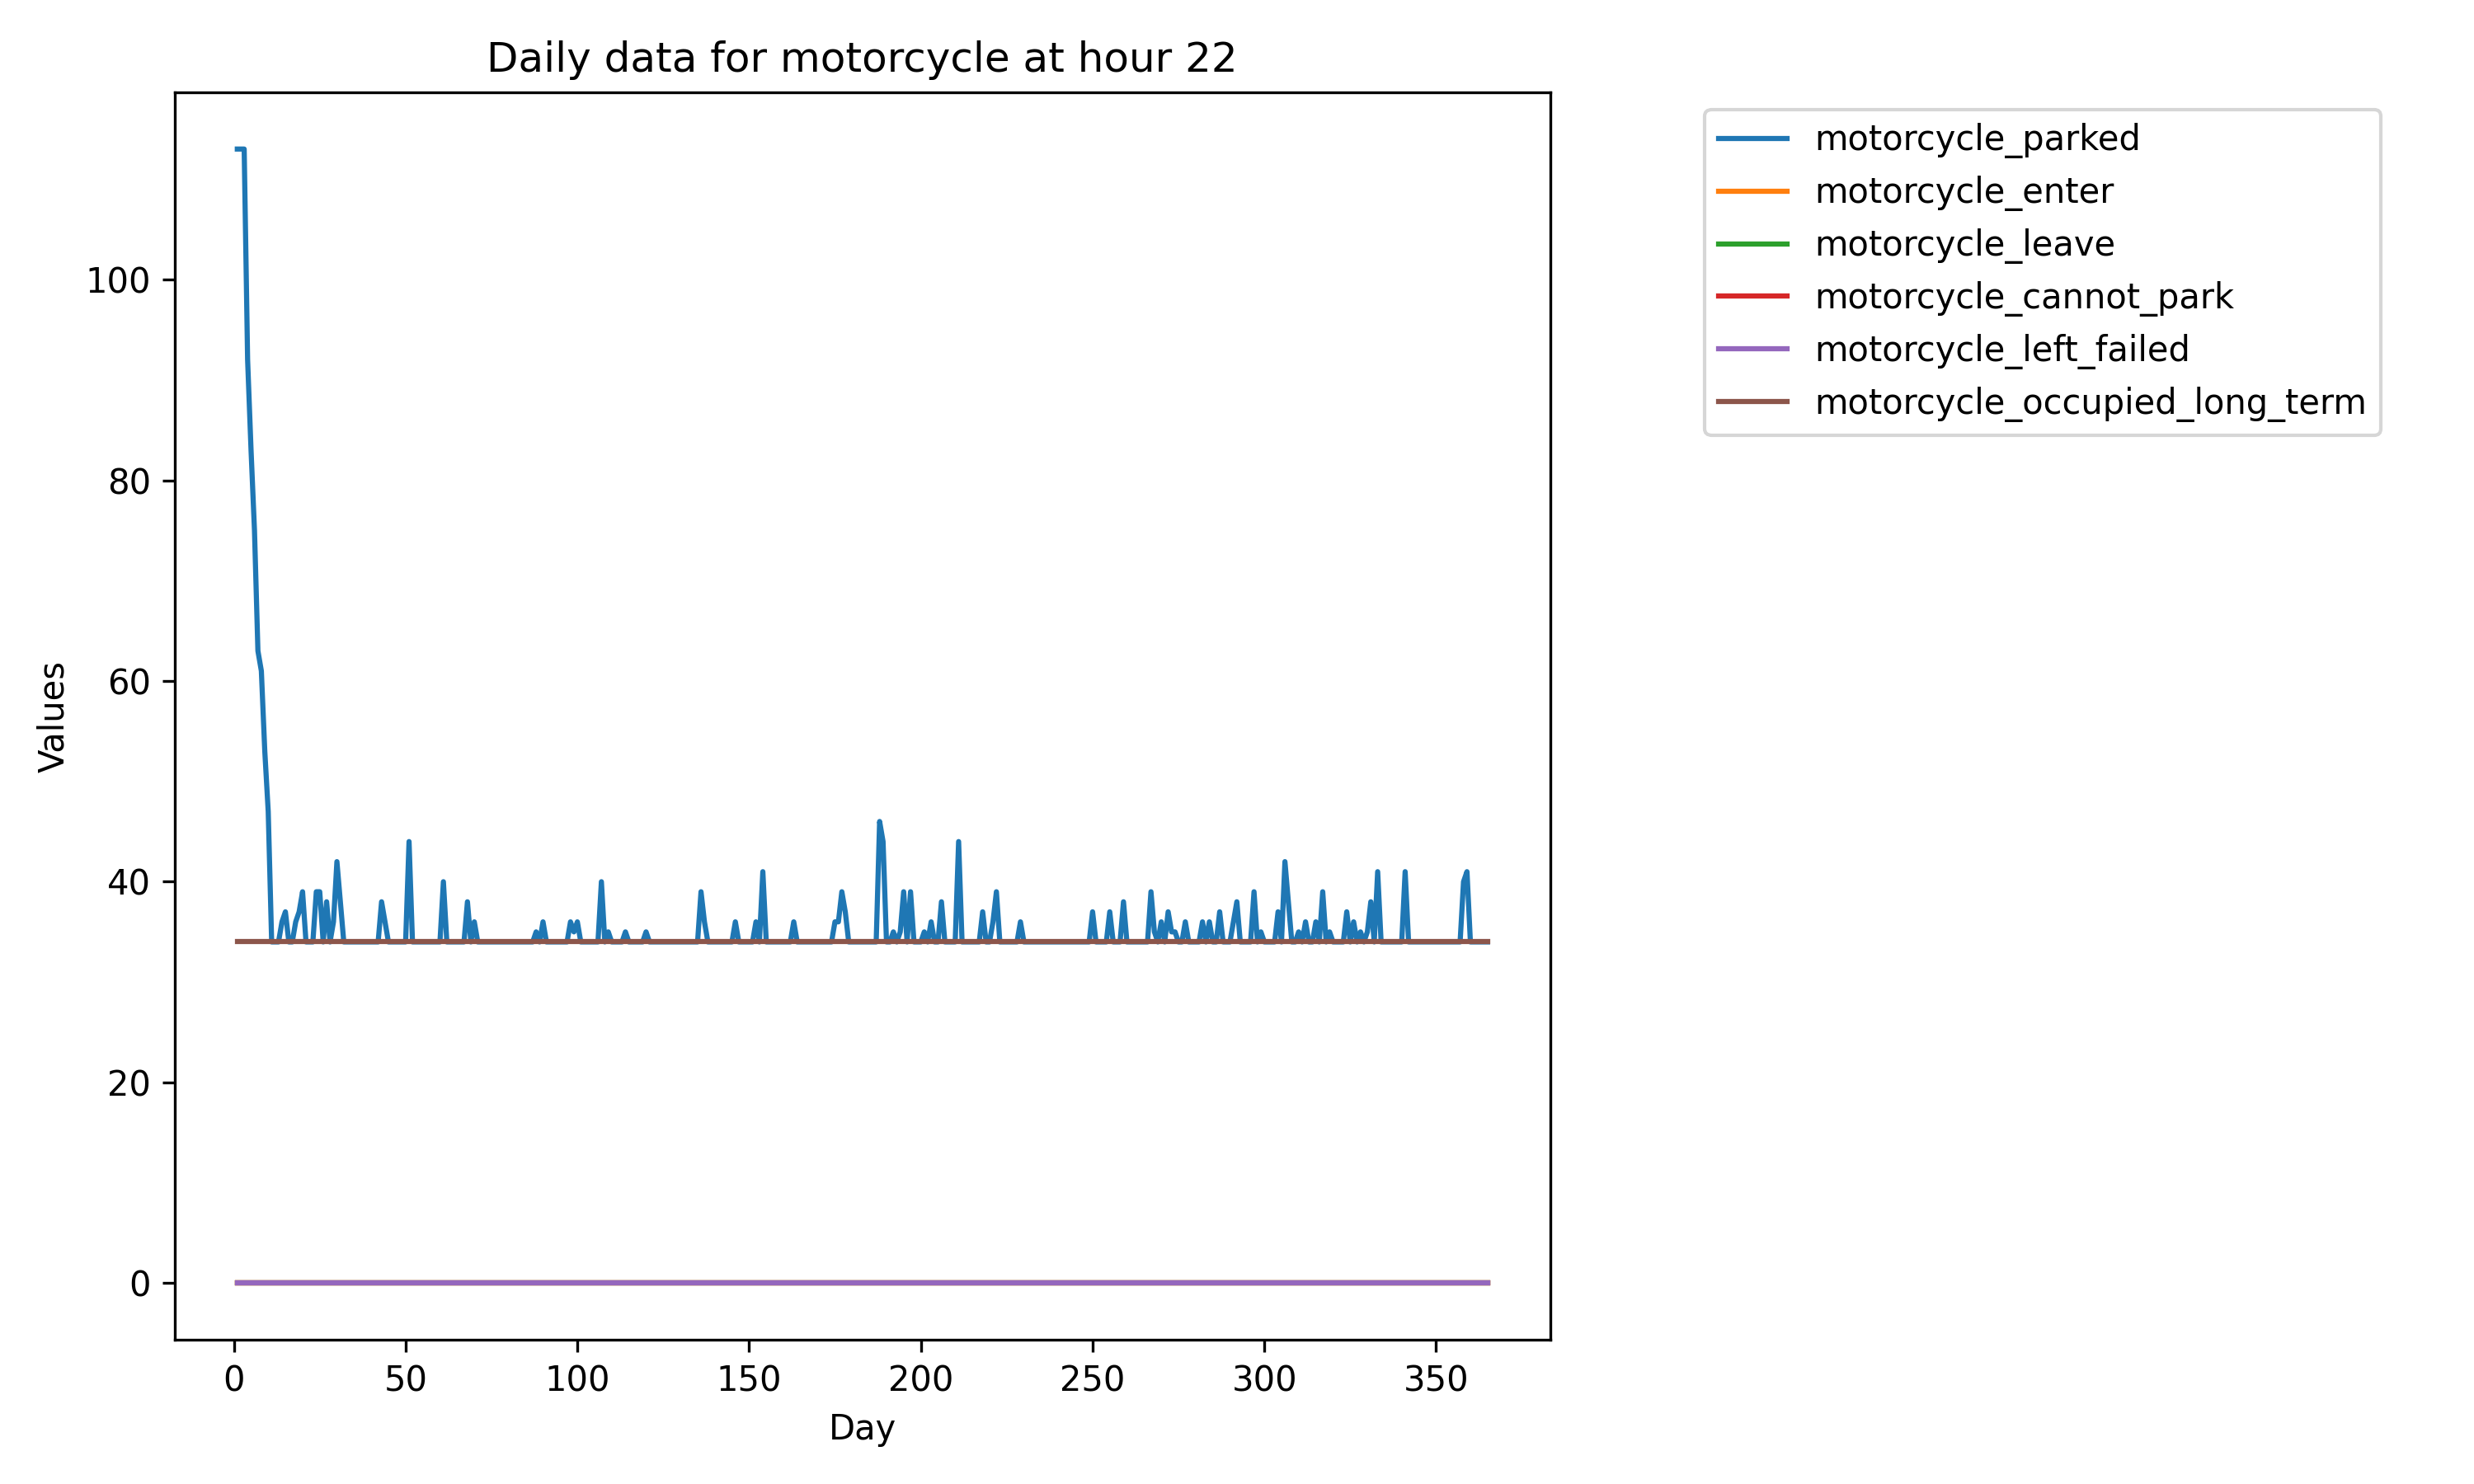 Daily data for motorcycle at hour 22
motorcycle_parked
motorcycle_enter
motorcycle_leave
motorcycle_cannot_park
motorcycle_left_failed
motorcycle_occupied_long_term
Values
100
80
60
40
20
0
0 50 100 150 200 250 300 350
Day